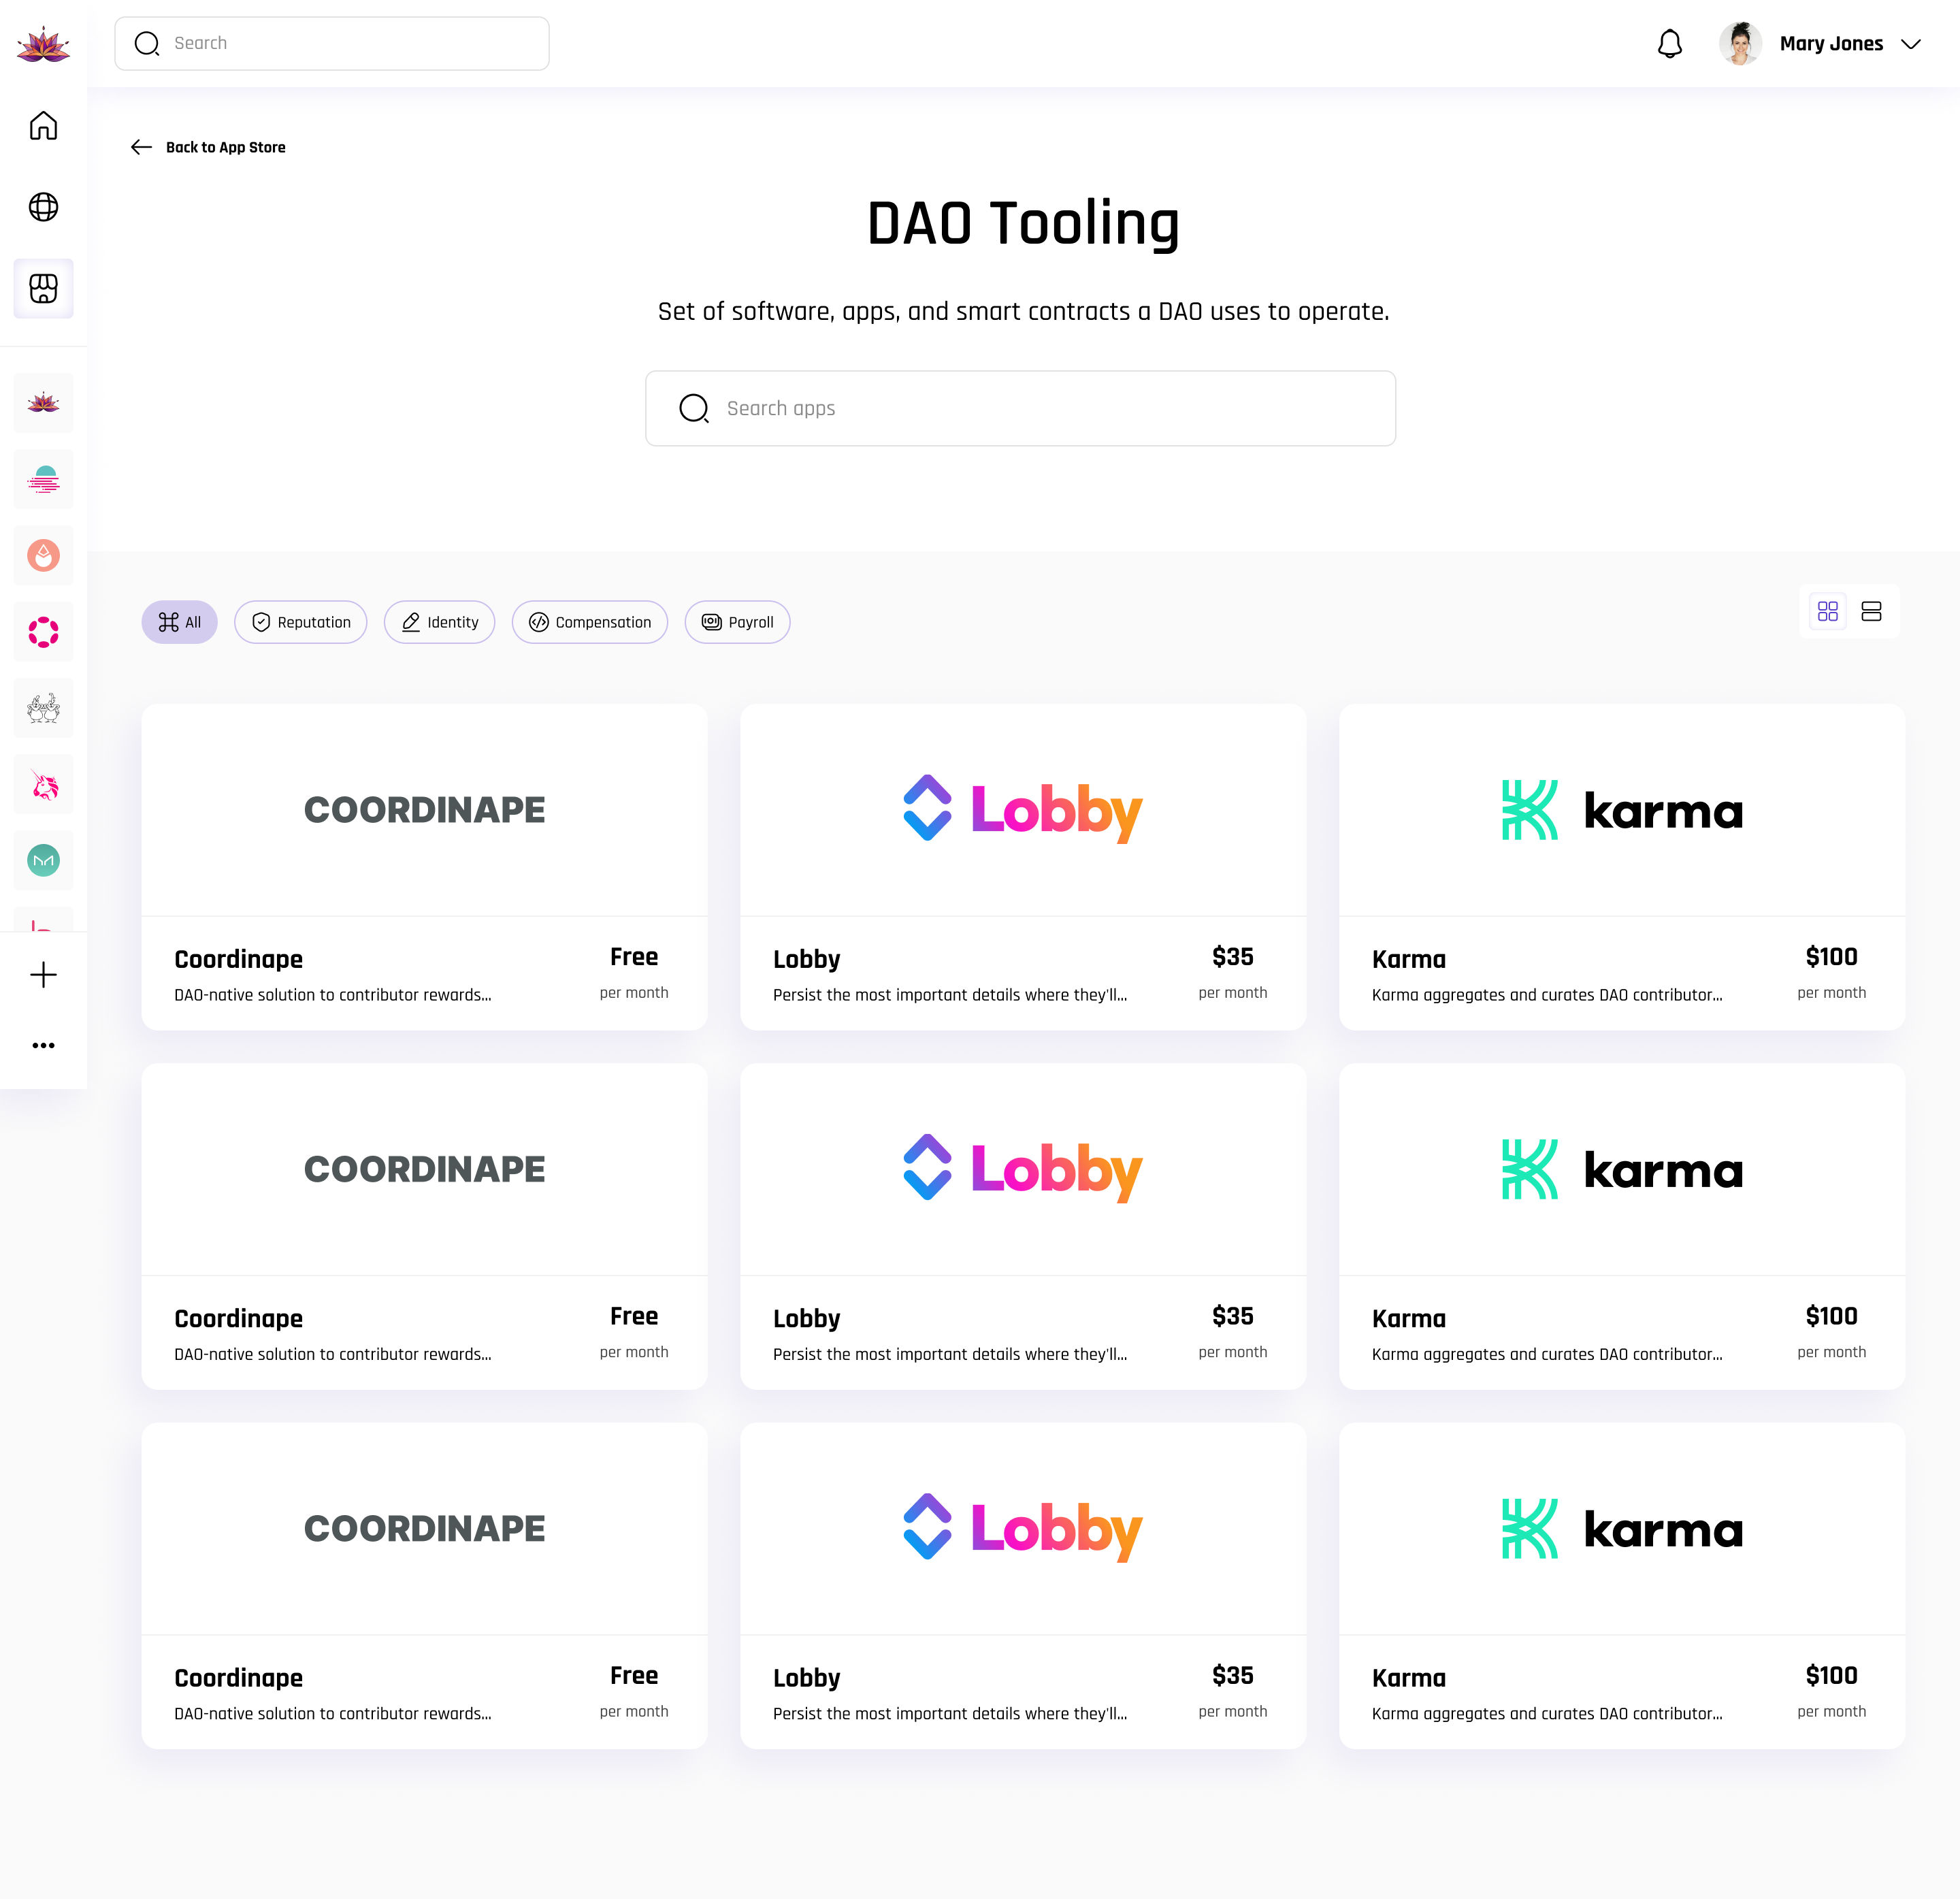 Search
Mary Jones
Back to App Store
DAO Tooling
Set of software, apps, and smart contracts a DAO uses to operate.
Search apps
All
Reputation
Identity
Compensation
Payroll
COORDINAPE
Lobby
karma
Coordinape
Free
DAO-native solution to contributor rewards...
per month
Lobby
$35
Persist the most important details where they'll...
per month
Karma
$100
Karma aggregates and curates DAO contributor...
per month
COORDINAPE
Lobby
karma
Coordinape
Free
DAO-native solution to contributor rewards...
per month
Lobby
$35
Persist the most important details where they'll...
per month
Karma
$100
Karma aggregates and curates DAO contributor...
per month
COORDINAPE
Lobby
karma
Coordinape
Free
DAO-native solution to contributor rewards...
per month
Lobby
$35
Persist the most important details where they'll...
per month
Karma
$100
Karma aggregates and curates DAO contributor...
per month